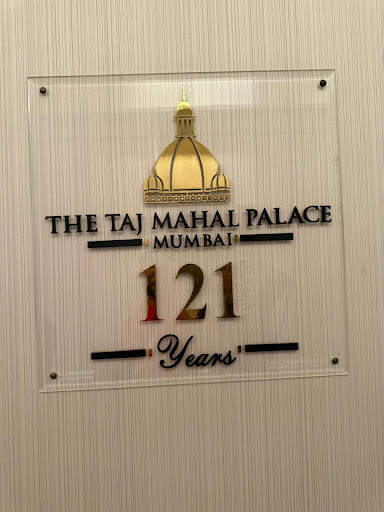 THE TAJ MAHAL PALACE
MUMBAI
121
Years